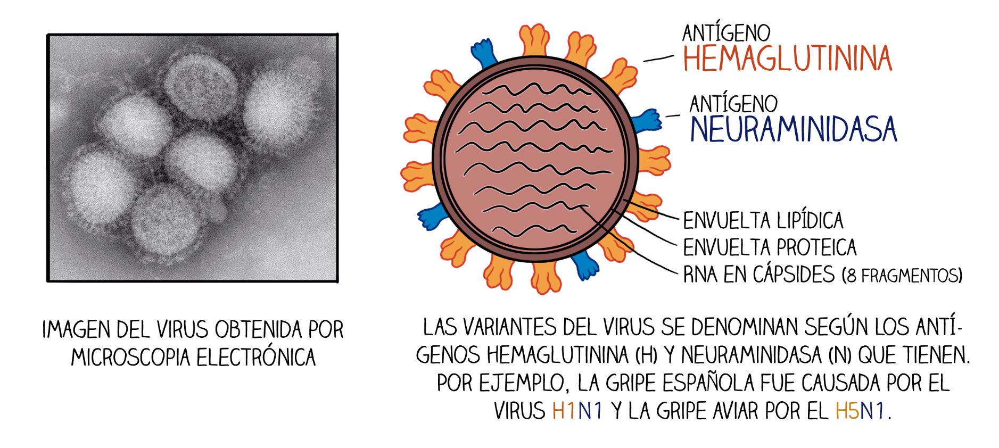 ANTÍGENO
HEMAGLUTININA
ANTÍGENO
NEURAMINIDASA
ENVUELTA LIPÍDICA
ENVUELTA PROTEICA
RNA EN CÁPSIDES (8 FRAGMENTOS)
IMAGEN DEL VIRUS OBTENIDA POR
MICROSCOPIA ELECTRÓNICA
LAS VARIANTES DEL VIRUS SE DENOMINAN SEGÚN LOS ANTÍ-
GENOS HEMAGLUTININA (H) Y NEURAMINIDASA (N) QUE TIENEN.
POR EJEMPLO, LA GRIPE ESPAÑOLA FUE CAUSADA POR EL
VIRUS H1N1 Y LA GRIPE AVIAR POR EL H5N1.